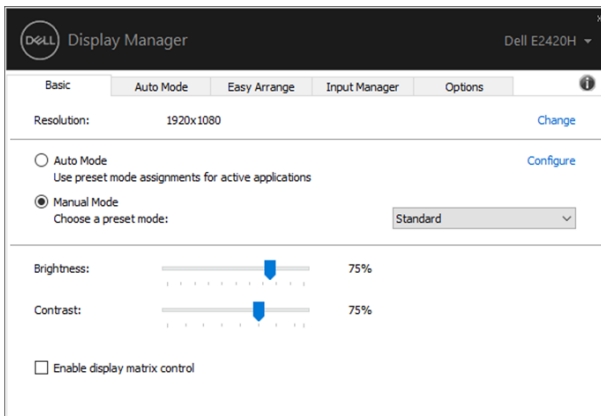 DELL Display Manager
Dell E2420H
Basic Auto Mode Easy Arrange Input Manager Options
Resolution: 1920x1080 Change
Auto Mode Configure
Use preset mode assignments for active applications
Manual Mode
Choose a preset mode: Standard
Brightness: 75%
Contrast: 75%
Enable display matrix control